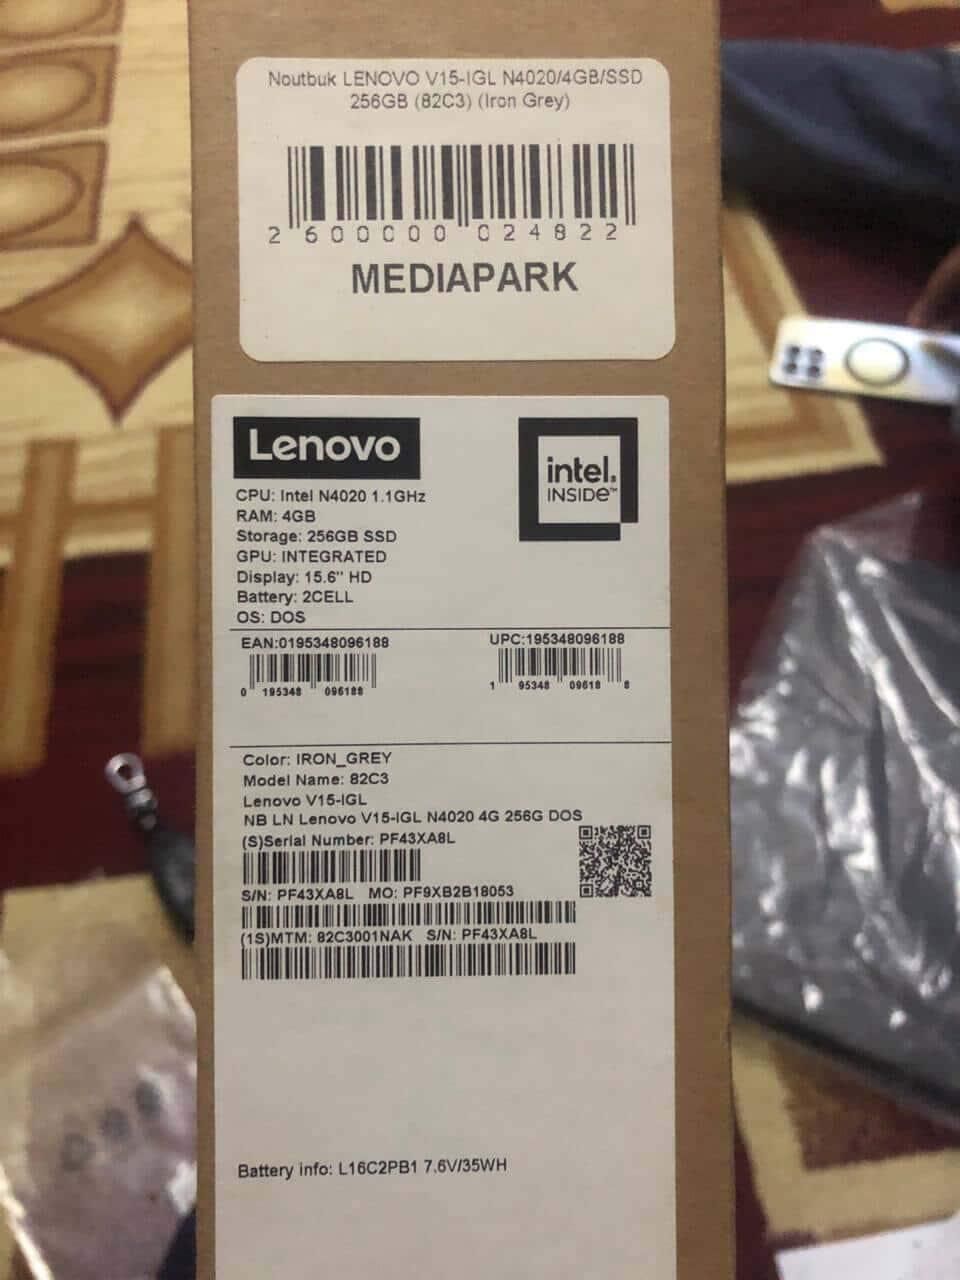 Noutbuk LENOVO V15-IGL N4020/4GB/SSD
256GB (82C3) (Iron Grey)
2 600000 024822
MEDIAPARK
Lenovo
intel.
INSIDE™
CPU: Intel N4020 1.1GHz
RAM: 4GB
Storage: 256GB SSD
GPU: INTEGRATED
Display: 15.6" HD
Battery: 2CELL
OS: DOS
EAN:0195348096188
UPC:195348096188
0 195348 096188
1 95348 09618 8
Color: IRON_GREY
Model Name: 82C3
Lenovo V15-IGL
NB LN Lenovo V15-IGL N4020 4G 256G DOS
(S)Serial Number: PF43XA8L
S/N: PF43XA8L MO: PF9XB2B18053
(1S)MTM: 82C3001NAK S/N: PF43XA8L
Battery info: L16C2PB1 7.6V/35WH